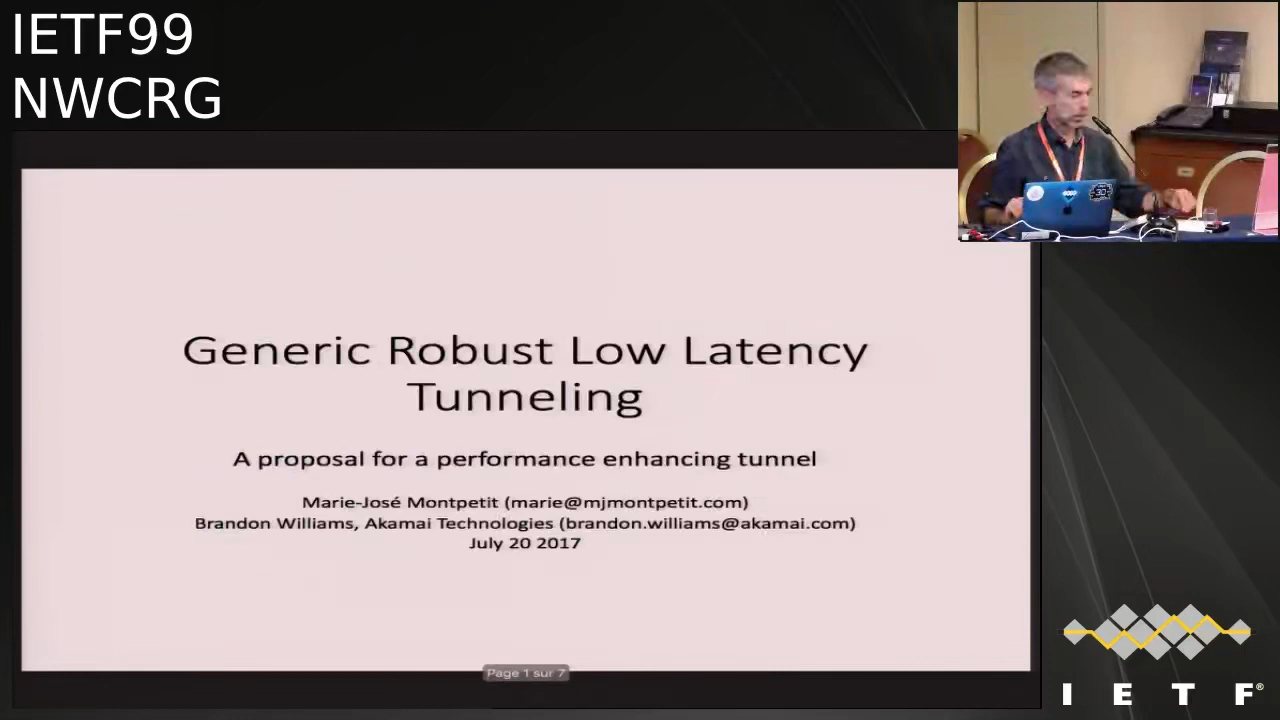 IETF99
NWCRG
Generic Robust Low Latency
Tunneling
A proposal for a performance enhancing tunnel
Marie-José Montpetit (marie@mjmontpetit.com)
Brandon Williams, Akamai Technologies (brandon.williams@akamai.com)
July 20 2017
Page 1 sur 7
I E T F®